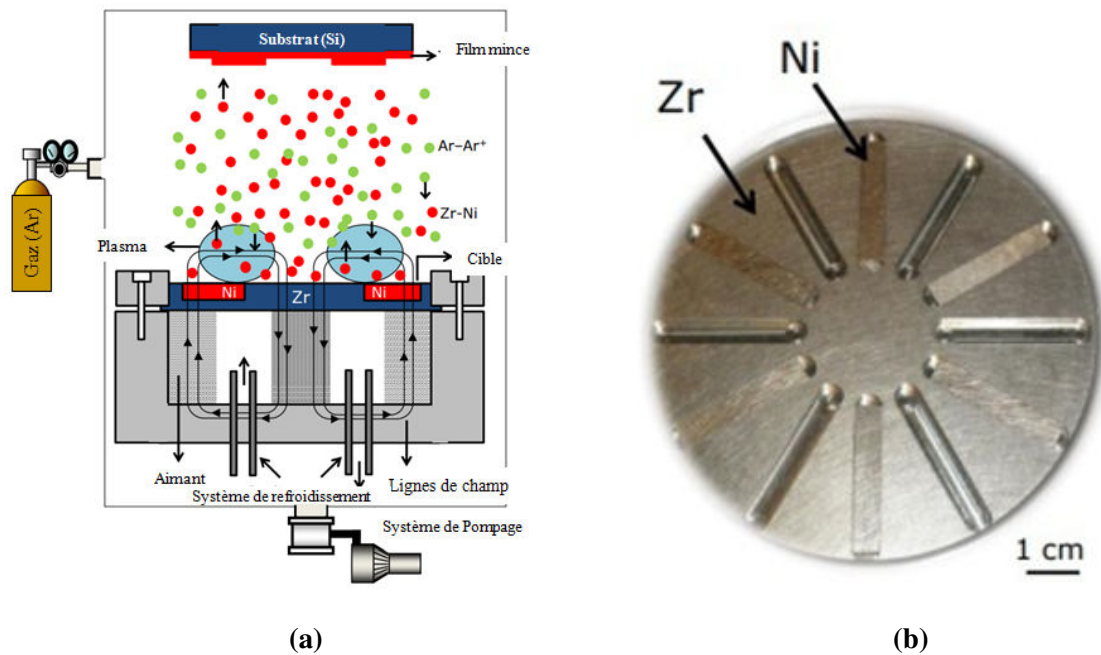 Substrat (Si)
Film mince
Ar–Ar⁺
Zr-Ni
Gaz (Ar)
Plasma
Cible
Ni
Zr
Ni
Aimant
Système de refroidissement
Lignes de champ
Système de Pompage
(a)
Zr
Ni
1 cm
(b)